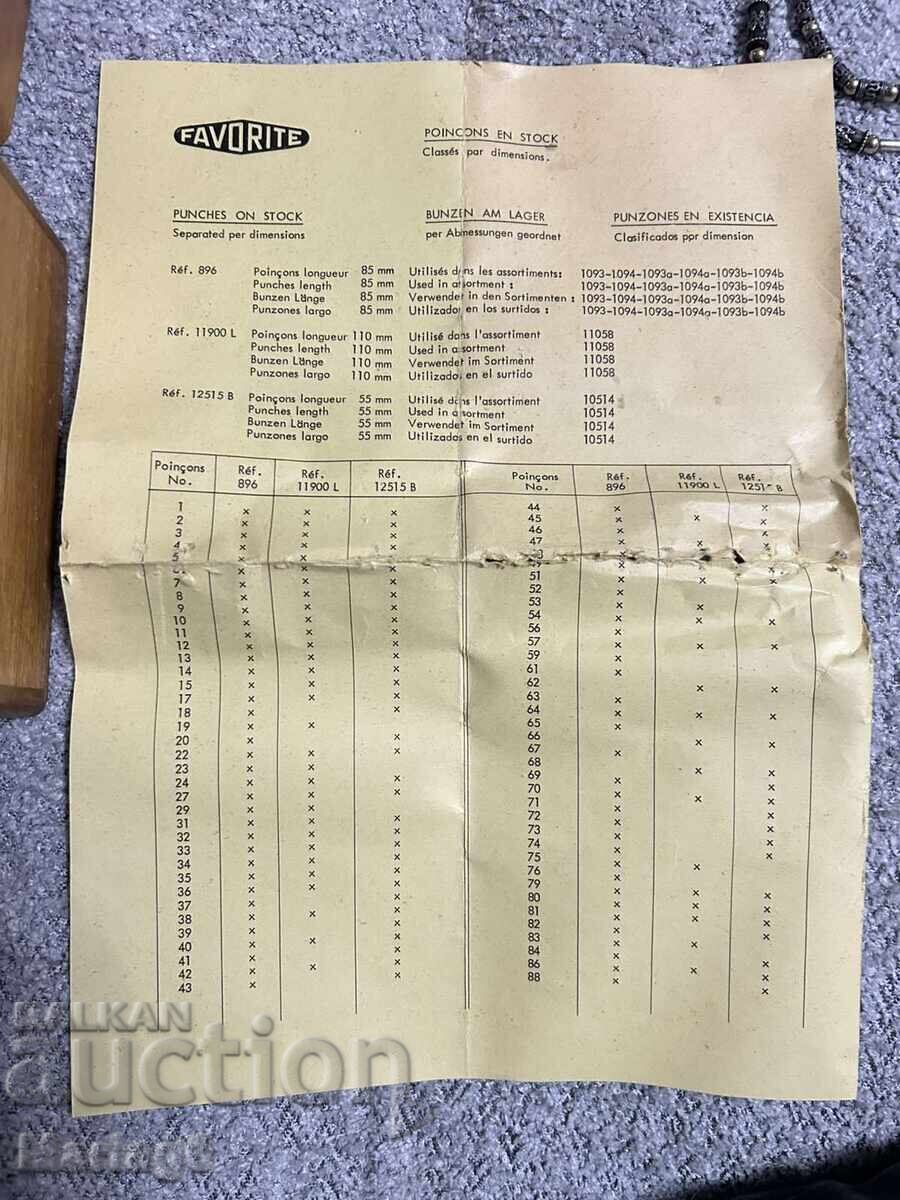 FAVORITE
POINÇONS EN STOCK
Classés par dimensions.
PUNCHES ON STOCK
Separated per dimensions
BUNZEN AM LAGER
per Abmessungen geordnet
PUNZONES EN EXISTENCIA
Clasificados por dimension
Réf. 896 Poinçons longueur 85 mm Utilisés dans les assortiments: 1093-1094-1093a-1094a-1093b-1094b
Punches length 85 mm Used in assortment : 1093-1094-1093a-1094a-1093b-1094b
Bunzen Länge 85 mm Verwendet in den Sortimenten : 1093-1094-1093a-1094a-1093b-1094b
Punzones largo 85 mm Utilizados en los surtidos : 1093-1094-1093a-1094a-1093b-1094b
Réf. 11900 L Poinçons longueur 110 mm Utilisé dans l'assortiment 11058
Punches length 110 mm Used in assortment 11058
Bunzen Länge 110 mm Verwendet im Sortiment 11058
Punzones largo 110 mm Utilizados en el surtido 11058
Réf. 12515 B Poinçons longueur 55 mm Utilisé dans l'assortiment 10514
Punches length 55 mm Used in assortment 10514
Bunzen Länge 55 mm Verwendet im Sortiment 10514
Punzones largo 55 mm Utilizados en el surtido 10514
Poinçons No. Réf. 896 Réf. 11900 L Réf. 12515 B
1
2
3
4
5
6
7
8
9
10
11
12
13
14
15
17
18
19
20
22
23
24
27
29
31
32
33
34
35
36
37
38
39
40
41
42
43
Poinçons No. Réf. 896 Réf. 11900 L Réf. 12515 B
44
45
46
47
51
52
53
54
56
57
59
61
62
63
64
65
66
67
68
69
70
71
72
73
74
75
76
79
80
81
82
83
84
86
88
BALKAN
auction